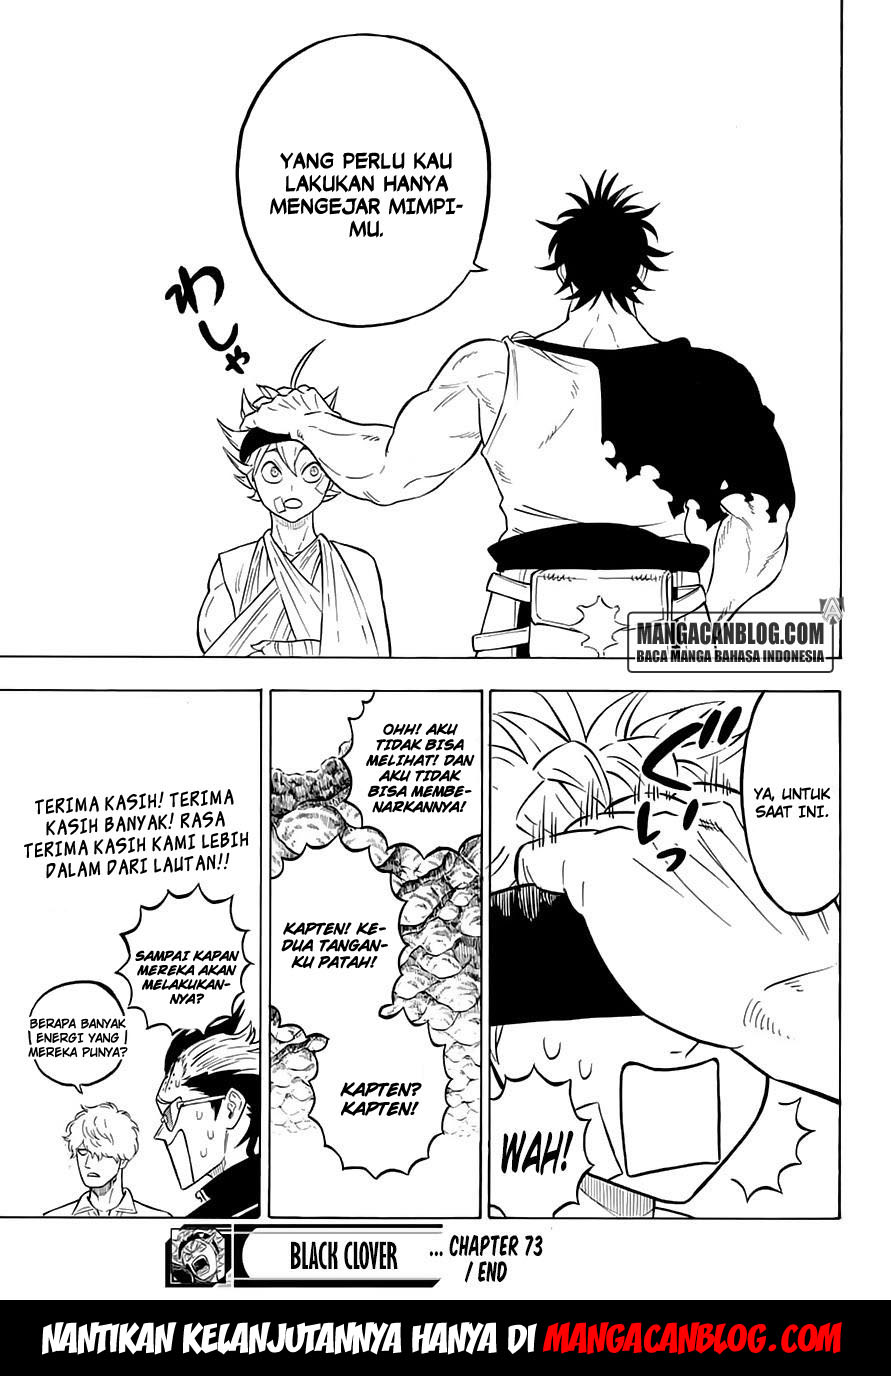 YANG PERLU KAU
LAKUKAN HANYA
MENGEJAR MIMPI-
MU.
わしゃ
MANGACANBLOG.COM
BACA MANGA BAHASA INDONESIA
YA, UNTUK
SAAT INI.
ぐいっ
WAH!
OHH! AKU
TIDAK BISA
MELIHAT! DAN
AKU TIDAK
BISA MEMBE-
NARKANNYA!
KAPTEN! KE-
DUA TANGAN-
KU PATAH!
KAPTEN?
KAPTEN!
TERIMA KASIH! TERIMA
KASIH BANYAK! RASA
TERIMA KASIH KAMI LEBIH
DALAM DARI LAUTAN!!
SAMPAI KAPAN
MEREKA AKAN
MELAKUKAN-
NYA?
BERAPA BANYAK
ENERGI YANG
MEREKA PUNYA?
BLACK CLOVER
... CHAPTER 73
/ END
NANTIKAN KELANJUTANNYA HANYA DI MANGACANBLOG.COM